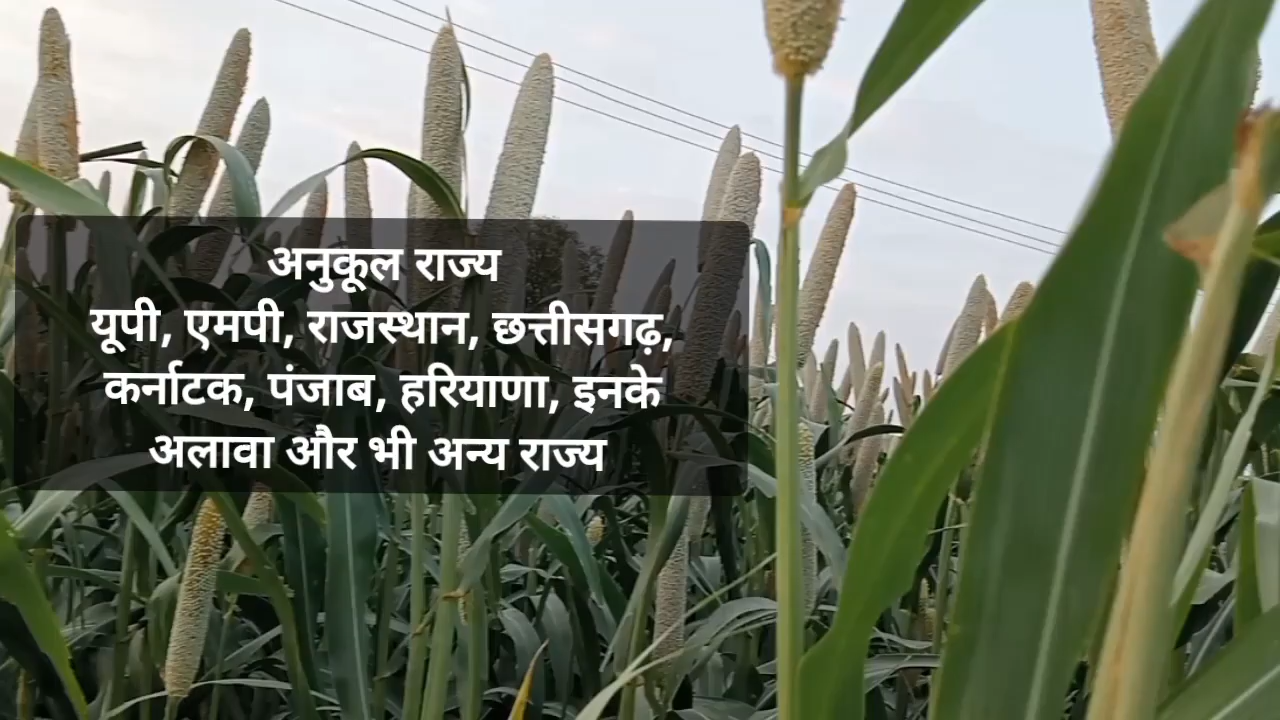 अनुकूल राज्य
यूपी, एमपी, राजस्थान, छत्तीसगढ़,
कर्नाटक, पंजाब, हरियाणा, इनके
अलावा और भी अन्य राज्य